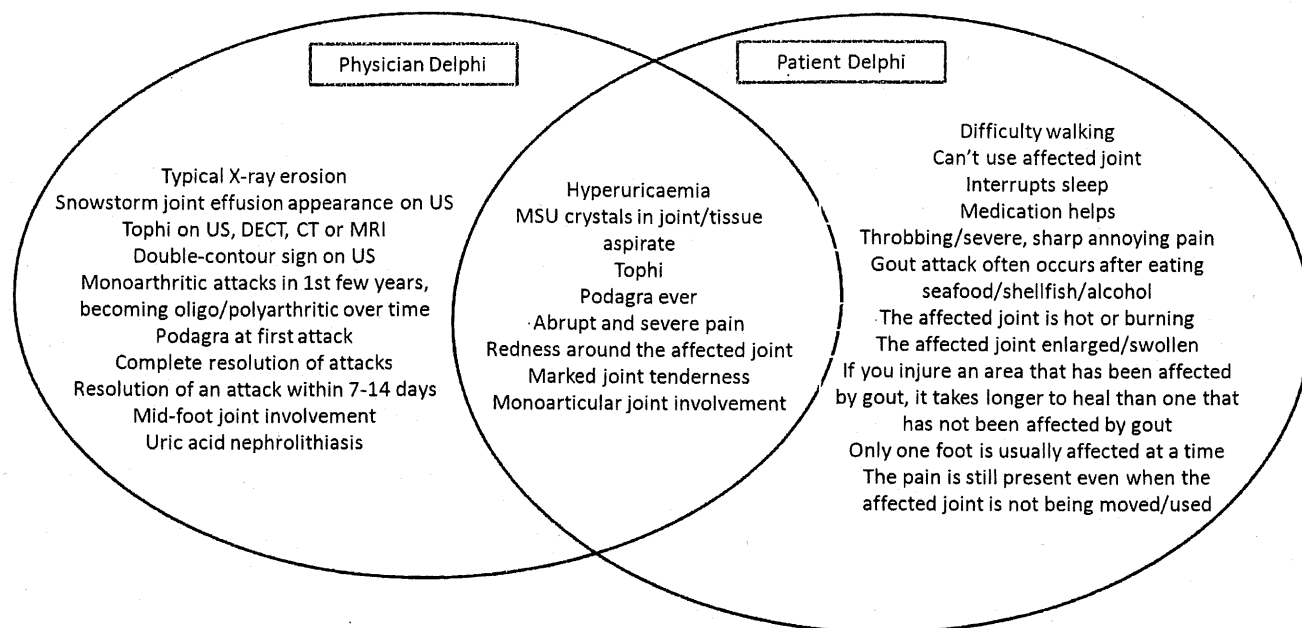 Physician Delphi
Typical X-ray erosion
Snowstorm joint effusion appearance on US
Tophi on US, DECT, CT or MRI
Double-contour sign on US
Monoarthritic attacks in 1st few years,
becoming oligo/polyarthritic over time
Podagra at first attack
Complete resolution of attacks
Resolution of an attack within 7-14 days
Mid-foot joint involvement
Uric acid nephrolithiasis
Hyperuricaemia
MSU crystals in joint/tissue
aspirate
Tophi
Podagra ever
Abrupt and severe pain
Redness around the affected joint
Marked joint tenderness
Monoarticular joint involvement
Patient Delphi
Difficulty walking
Can't use affected joint
Interrupts sleep
Medication helps
Throbbing/severe, sharp annoying pain
Gout attack often occurs after eating
seafood/shellfish/alcohol
The affected joint is hot or burning
The affected joint enlarged/swollen
If you injure an area that has been affected
by gout, it takes longer to heal than one that
has not been affected by gout
Only one foot is usually affected at a time
The pain is still present even when the
affected joint is not being moved/used